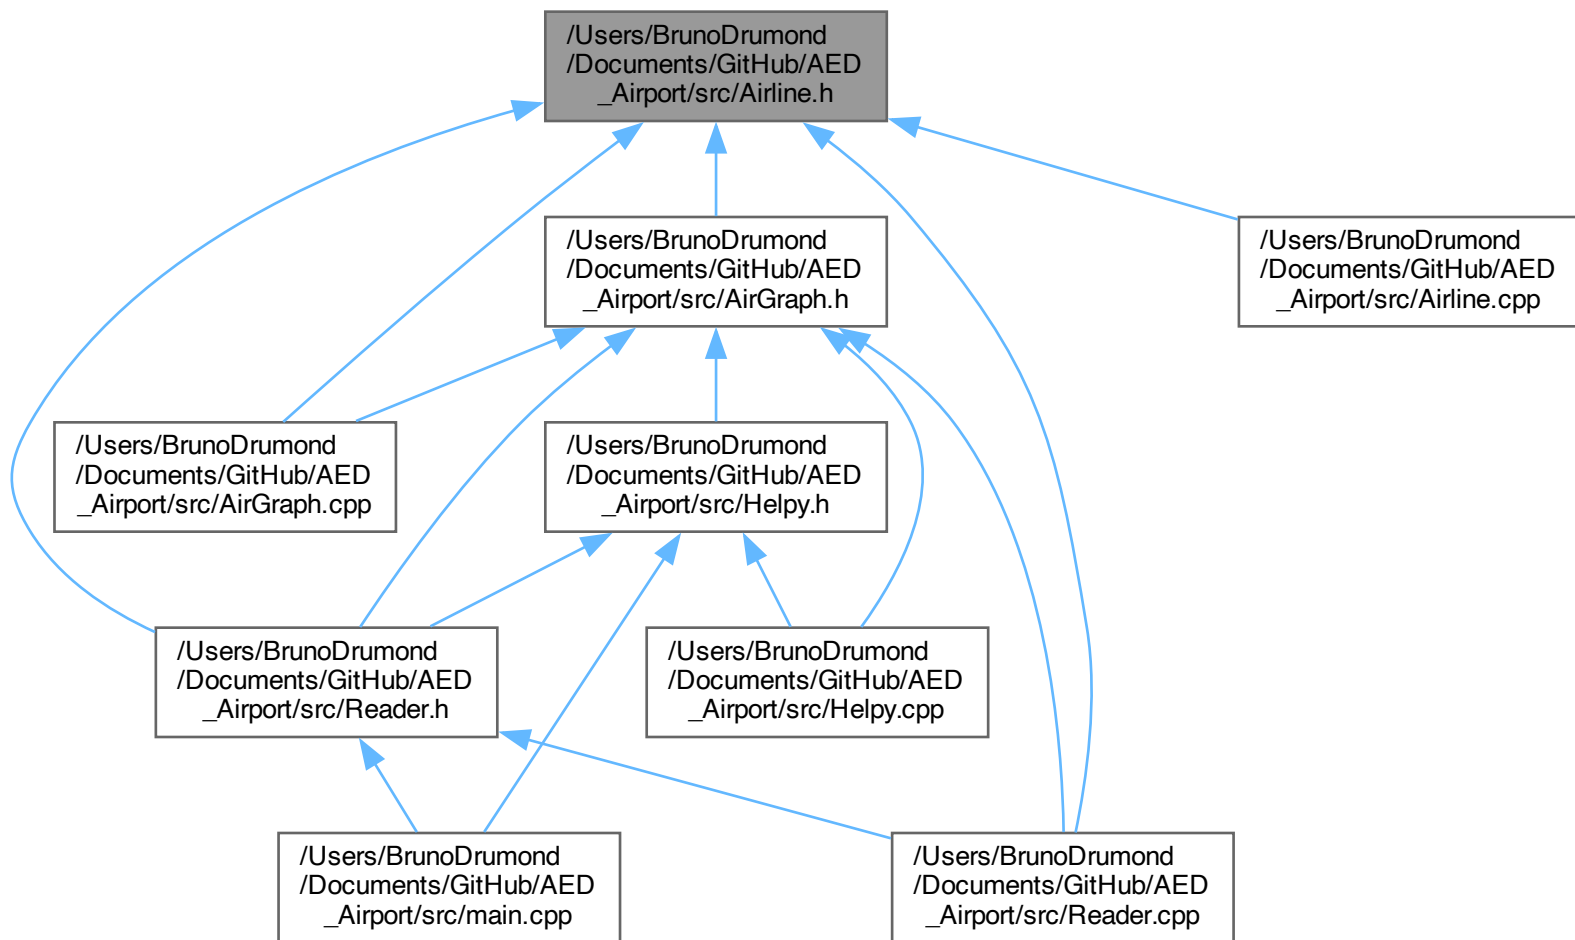 /Users/BrunoDrumond
/Documents/GitHub/AED
_Airport/src/Airline.h
/Users/BrunoDrumond
/Documents/GitHub/AED
_Airport/src/AirGraph.h
/Users/BrunoDrumond
/Documents/GitHub/AED
_Airport/src/Airline.cpp
/Users/BrunoDrumond
/Documents/GitHub/AED
_Airport/src/AirGraph.cpp
/Users/BrunoDrumond
/Documents/GitHub/AED
_Airport/src/Helpy.h
/Users/BrunoDrumond
/Documents/GitHub/AED
_Airport/src/Reader.h
/Users/BrunoDrumond
/Documents/GitHub/AED
_Airport/src/Helpy.cpp
/Users/BrunoDrumond
/Documents/GitHub/AED
_Airport/src/main.cpp
/Users/BrunoDrumond
/Documents/GitHub/AED
_Airport/src/Reader.cpp